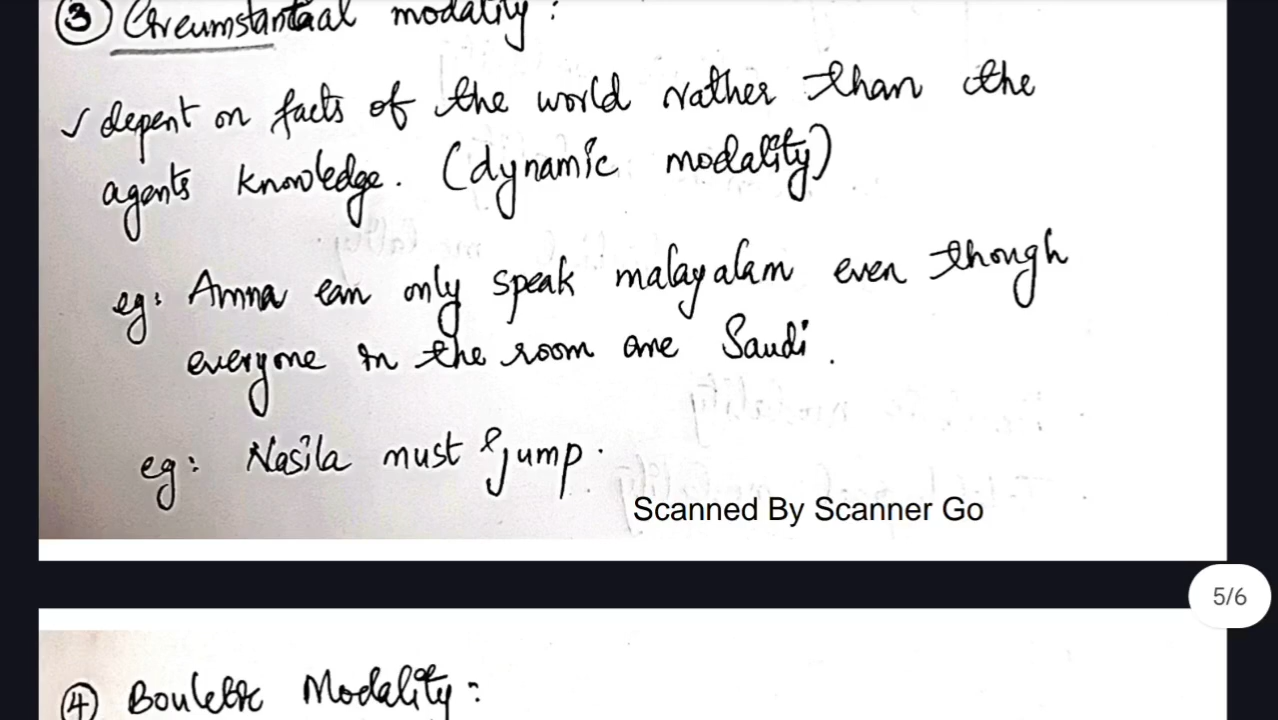 ③ Circumstantaal modality:
✓ depent on facts of the world rather than the
agents knowledge. (dynamic modality)
eg: Amna can only speak malayalam even though
everyone in the room are Saudi.
eg: Nasila must jump.
Scanned By Scanner Go
5/6
④ Bouletic Modality: